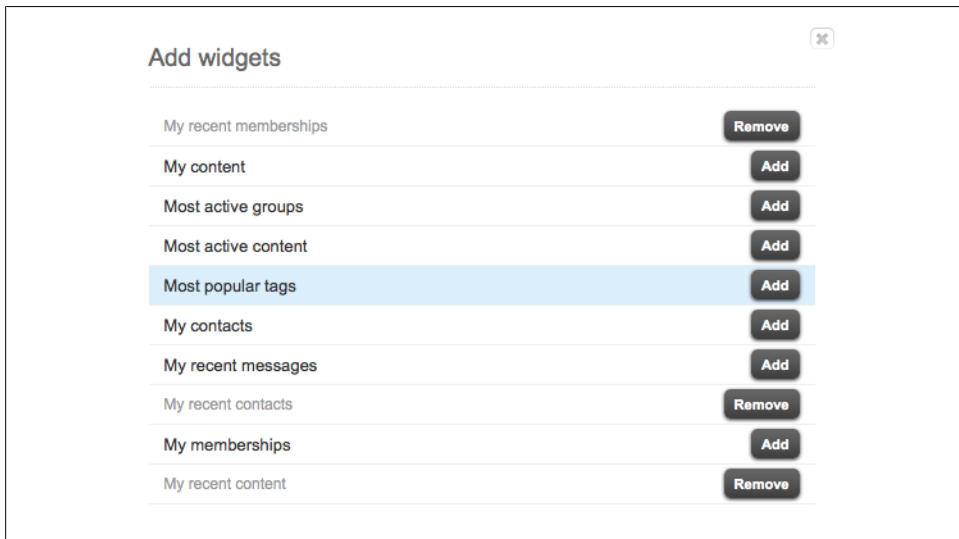 Add widgets
My recent memberships Remove
My content Add
Most active groups Add
Most active content Add
Most popular tags Add
My contacts Add
My recent messages Add
My recent contacts Remove
My memberships Add
My recent content Remove